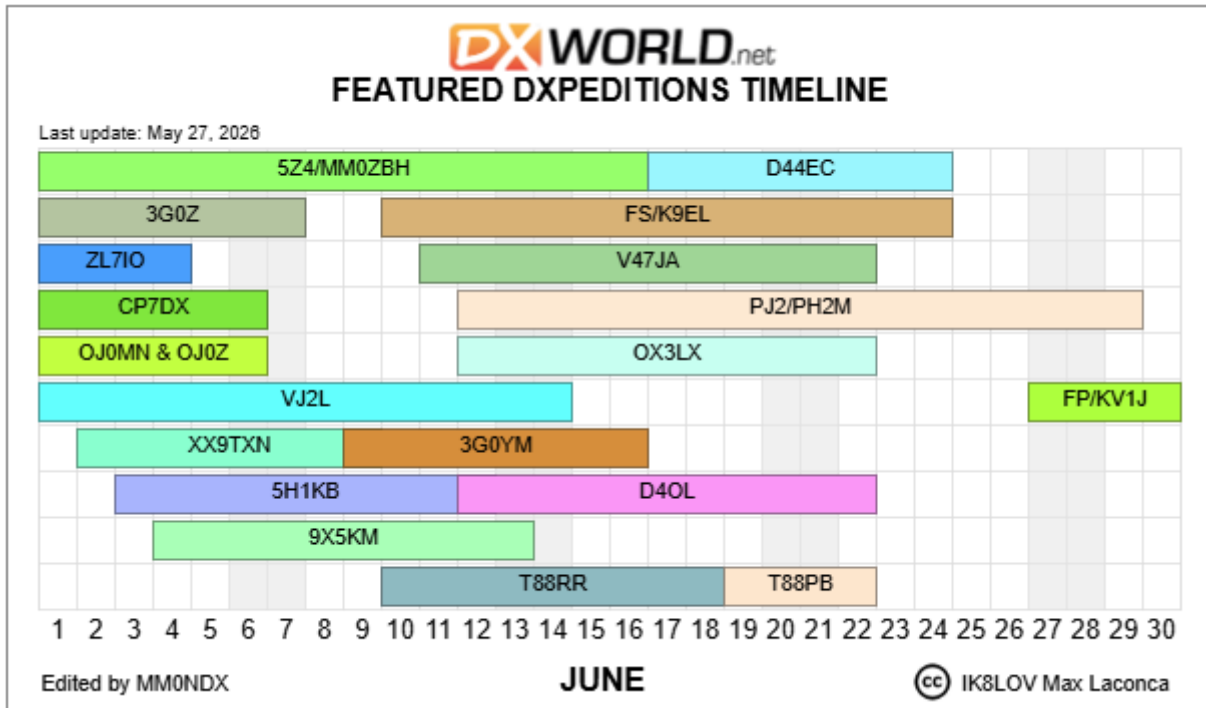 DXWORLD.net
FEATURED DXPEDITIONS TIMELINE
Last update: May 27, 2026
5Z4/MM0ZBH D44EC
3G0Z FS/K9EL
ZL7IO V47JA
CP7DX PJ2/PH2M
OJ0MN & OJ0Z OX3LX
VJ2L FP/KV1J
XX9TXN 3G0YM
5H1KB D4OL
9X5KM
T88RR T88PB
1 2 3 4 5 6 7 8 9 10 11 12 13 14 15 16 17 18 19 20 21 22 23 24 25 26 27 28 29 30
Edited by MM0NDX JUNE cc IK8LOV Max Laconca